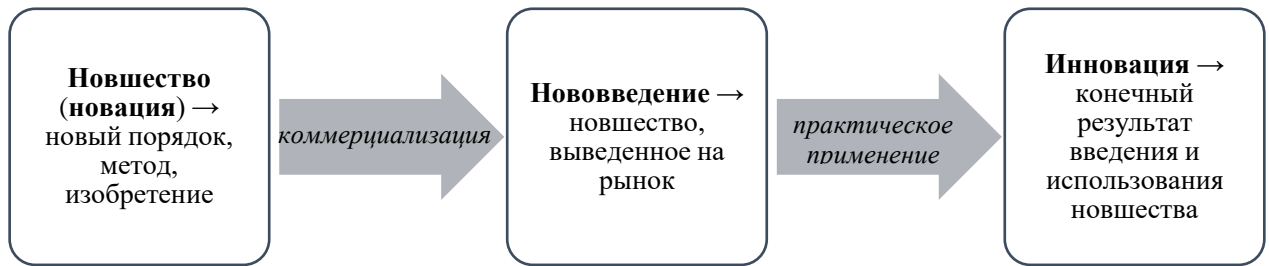 Новшество
(новация) →
новый порядок,
метод,
изобретение
коммерциализация
Нововведение →
новшество,
выведенное на
рынок
практическое
применение
Инновация →
конечный
результат
введения и
использования
новшества